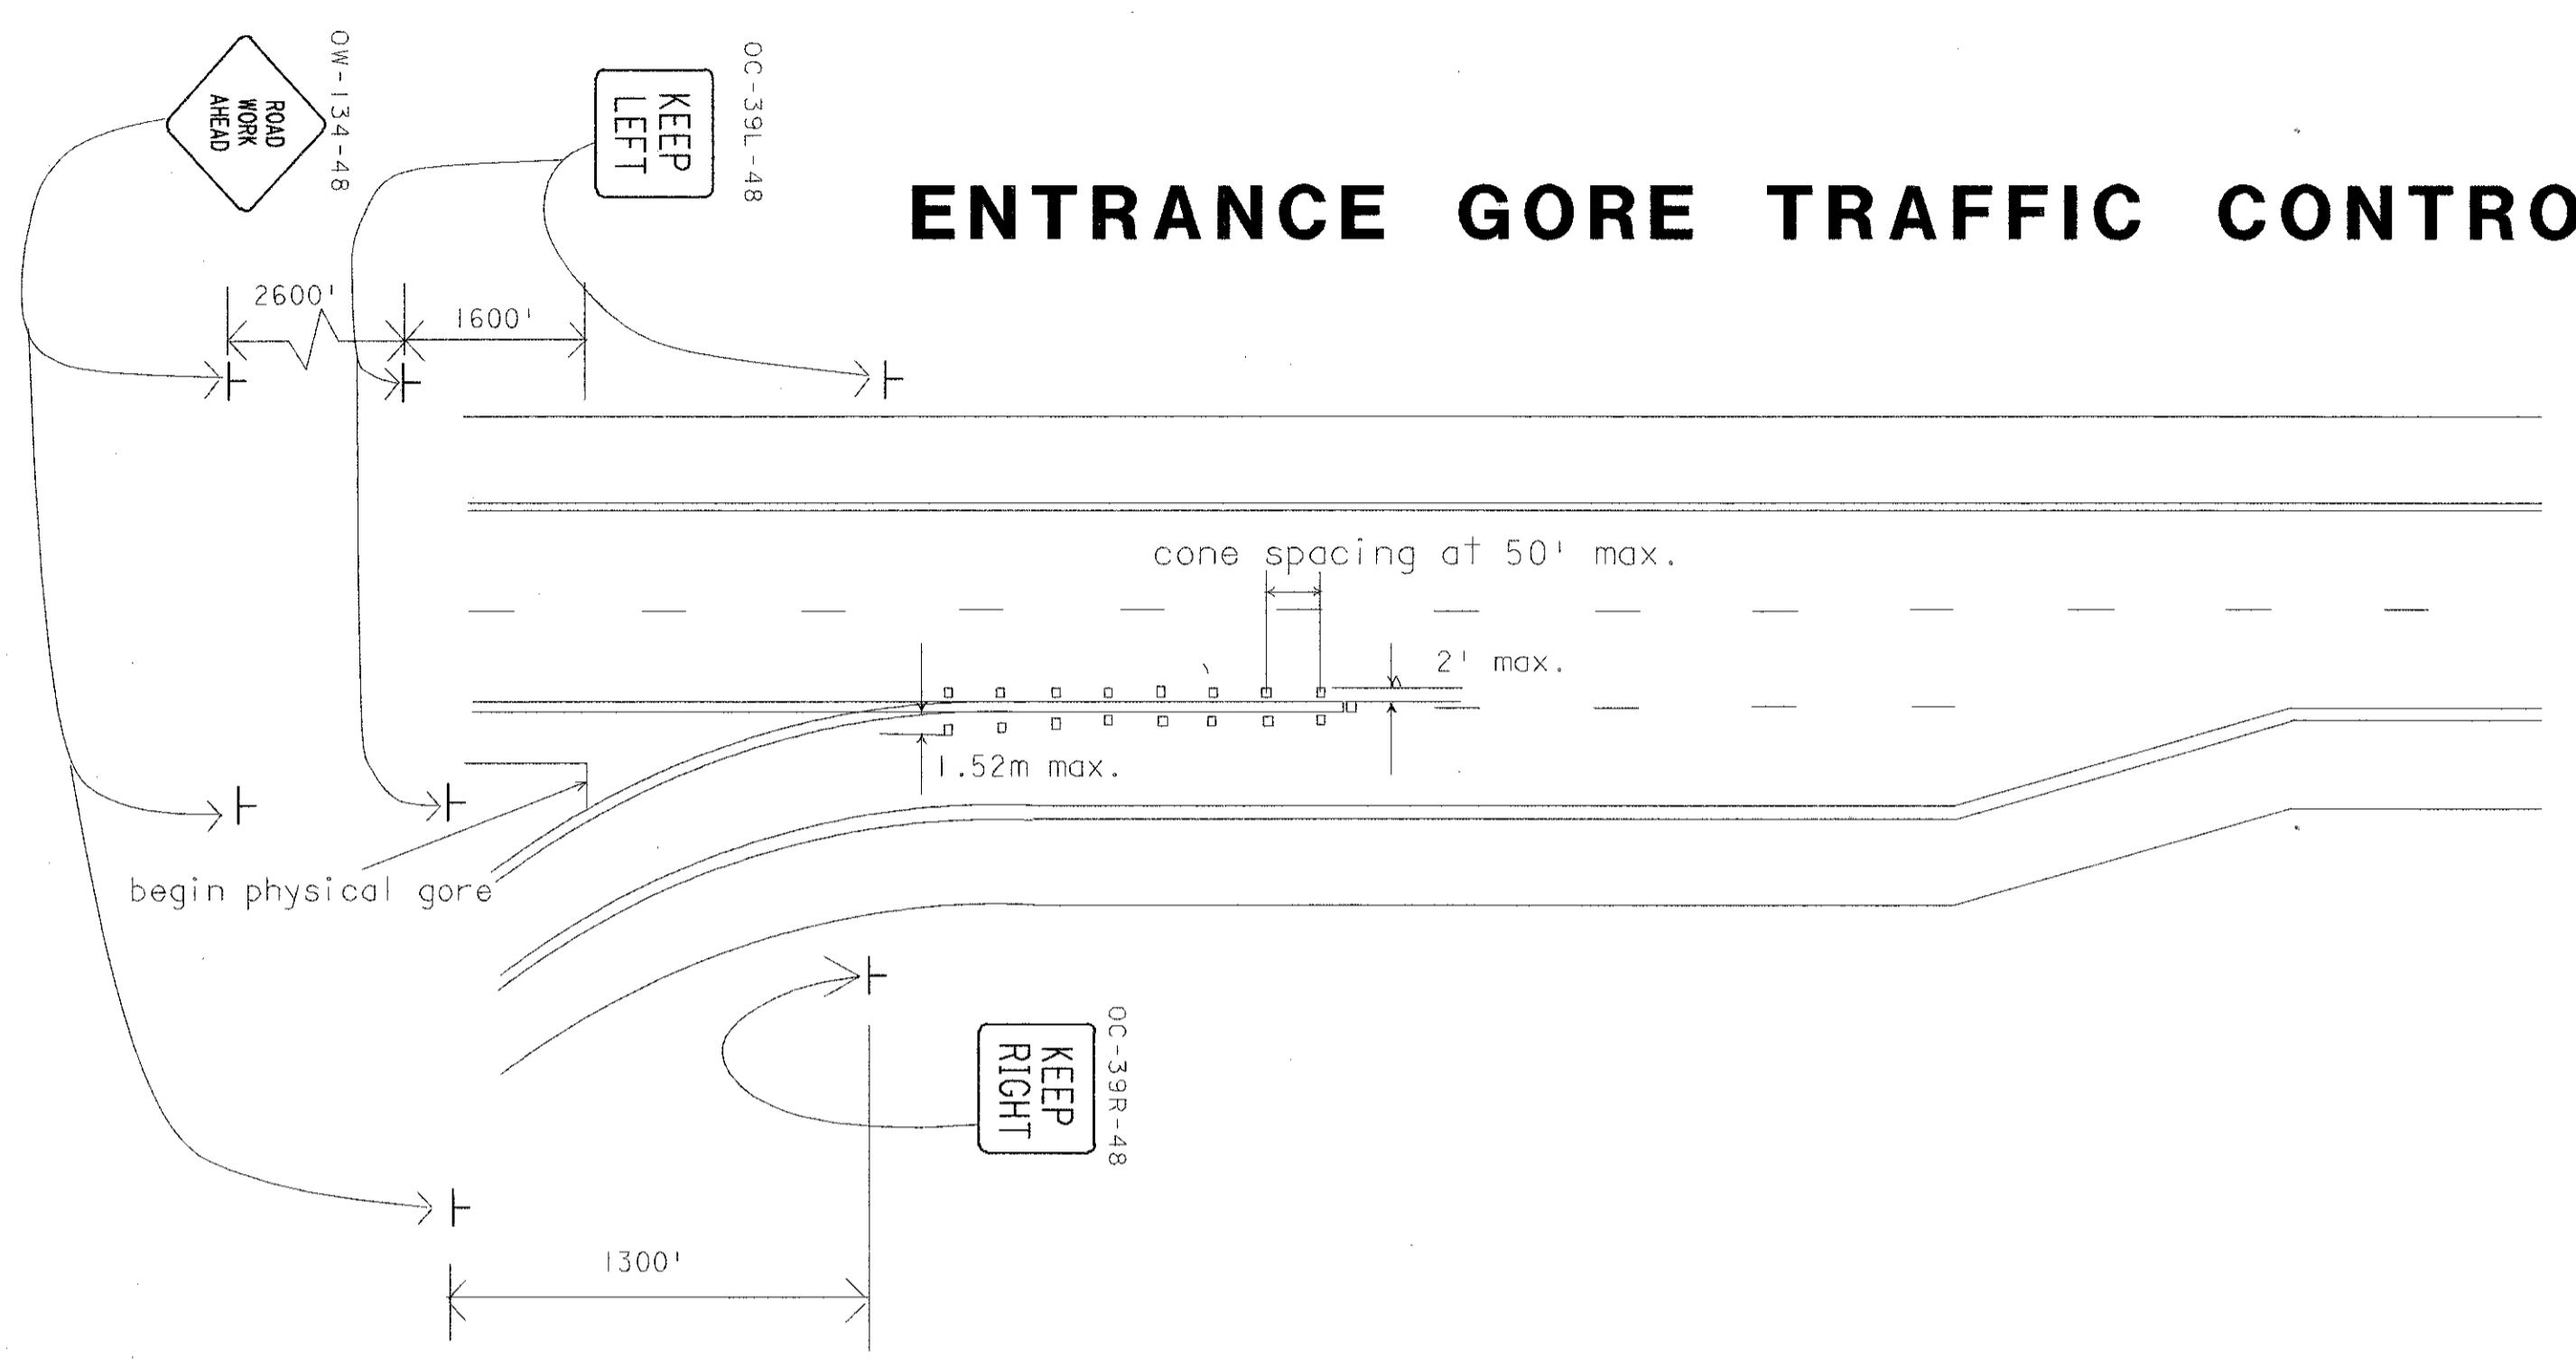 OW-134-48
ROAD
WORK
AHEAD
OC-39L-48
KEEP
LEFT
ENTRANCE GORE TRAFFIC CONTRO
2600'
1600'
cone spacing at 50' max.
2' max.
1.52m max.
begin physical gore
OC-39R-48
KEEP
RIGHT
1300'